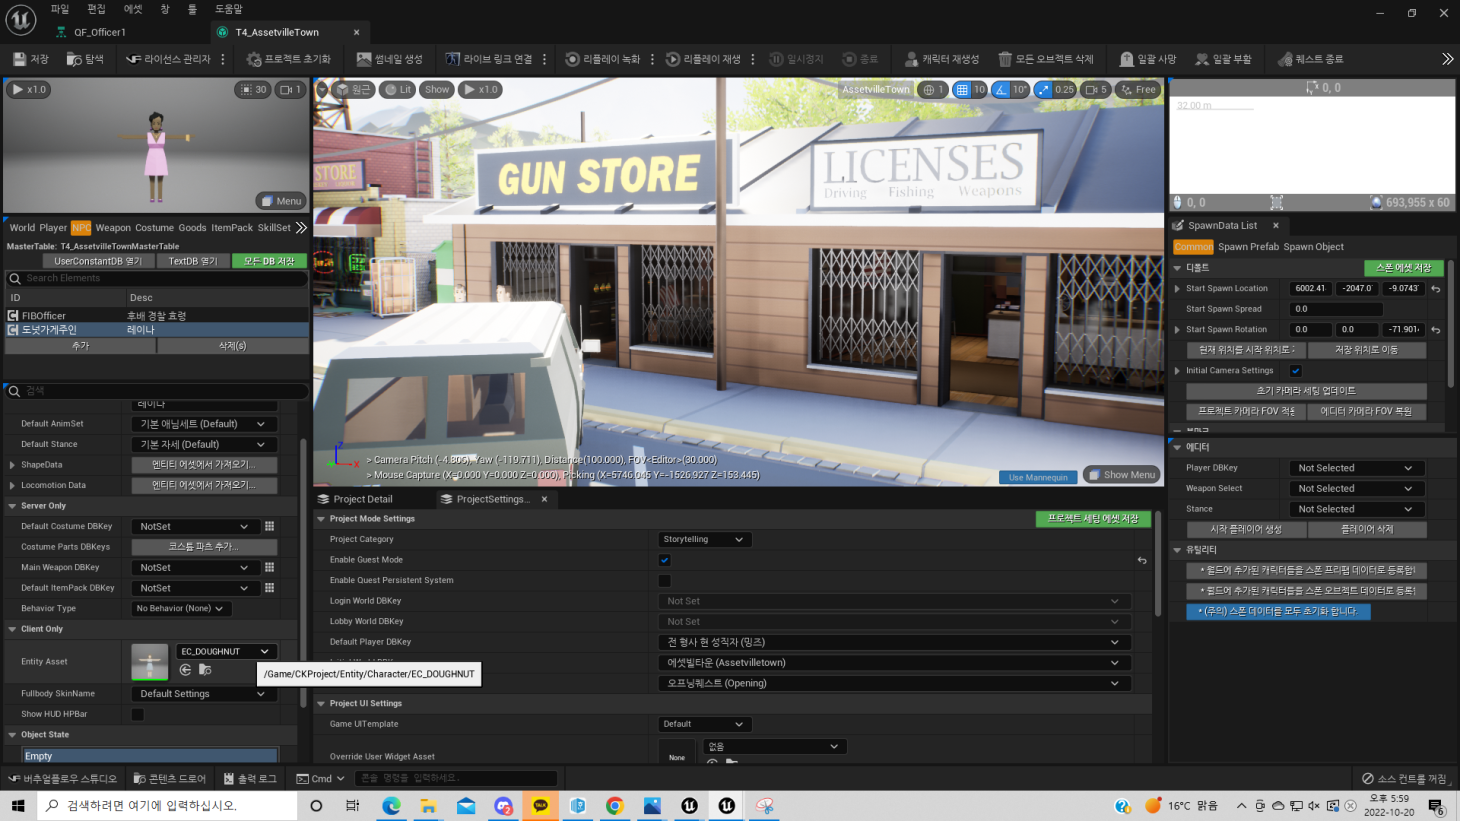 파일 편집 에셋 창 툴 도움말
QF_Officer1
T4_AssetvilleTown
저장 탐색 라이선스 관리자 프로젝트 초기화 썸네일 생성 라이브 링크 연결 리플레이 녹화 리플레이 재생 일시정지 종료 캐릭터 재생성 모든 오브젝트 삭제 일괄 사망 일괄 부활 퀘스트 종료
x1.0 30 1
Menu
World Player NPC Weapon Costume Goods ItemPack SkillSet
MasterTable: T4_AssetvilleTownMasterTable
UserConstantDB 열기 TextDB 열기 모든 DB 저장
Search Elements
ID Desc
FIBOfficer 후배 경찰 효령
도넛가게주인 레이나
추가 삭제(s)
검색
레이나
Default AnimSet 기본 애님세트 (Default)
Default Stance 기본 자세 (Default)
ShapeData 엔티티 에셋에서 가져오기...
Locomotion Data 엔티티 에셋에서 가져오기...
Server Only
Default Costume DBKey NotSet
Costume Parts DBKeys 코스튬 파츠 추가...
Main Weapon DBKey NotSet
Default ItemPack DBKey NotSet
Behavior Type No Behavior (None)
Client Only
Entity Asset EC_DOUGHNUT
/Game/CKProject/Entity/Character/EC_DOUGHNUT
Fullbody SkinName Default Settings
Show HUD HPBar
Object State
Empty
원근 Lit Show x1.0 AssetvilleTown 1 10 10° 0.25 5 Free
STORE
GUN STORE
LICENSES
Driving Fishing Weapons
> Camera Pitch (-4.805), Yaw (-119.711), Distance(100.000), FOV<Editor>(30.000)
> Mouse Capture (X=0.000 Y=0.000 Z=0.000), Picking (X=5746.045 Y=-1526.927 Z=153.445)
Use Mannequin Show Menu
Project Detail ProjectSettings...
Project Mode Settings 프로젝트 세팅 에셋 저장
Project Category Storytelling
Enable Guest Mode
Enable Quest Persistent System
Login World DBKey Not Set
Lobby World DBKey Not Set
Default Player DBKey 전 형사 현 성직자 (밍즈)
에셋빌타운 (Assetvilletown)
오프닝퀘스트 (Opening)
Project UI Settings
Game UITemplate Default
Override User Widget Asset None 없음
0, 0
32.00 m
0, 0 693,955 x 60
SpawnData List
Common Spawn Prefab Spawn Object
디폴트 스폰 에셋 저장
Start Spawn Location 6002.41 -2047.0 -9.0743
Start Spawn Spread 0.0
Start Spawn Rotation 0.0 0.0 -71.901
현재 위치를 시작 위치로 저장 위치로 이동
Initial Camera Settings
초기 카메라 세팅 업데이트
프로젝트 카메라 FOV 적용 에디터 카메라 FOV 복원
에디터
Player DBKey Not Selected
Weapon Select Not Selected
Stance Not Selected
시작 플레이어 생성 플레이어 삭제
유틸리티
* 월드에 추가된 캐릭터들을 스폰 프리팹 데이터로 등록합
* 월드에 추가된 캐릭터들을 스폰 오브젝트 데이터로 등록
* (주의) 스폰 데이터를 모두 초기화 합니다.
버추얼플로우 스튜디오 콘텐츠 드로어 출력 로그 Cmd 콘솔 명령을 입력하세요. 소스 컨트롤 꺼짐
검색하려면 여기에 입력하십시오. TALK 16°C 맑음 오후 5:59
2022-10-20 6